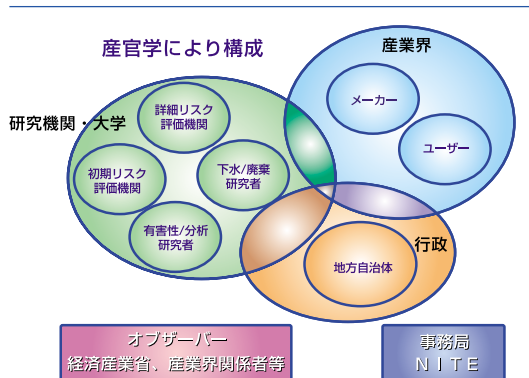 産官学により構成
産業界
メーカー
ユーザー
研究機関・大学
詳細リスク
評価機関
初期リスク
評価機関
下水/廃棄
研究者
有害性/分析
研究者
行政
地方自治体
オブザーバー
経済産業省、産業界関係者等
事務局
ＮＩＴＥ